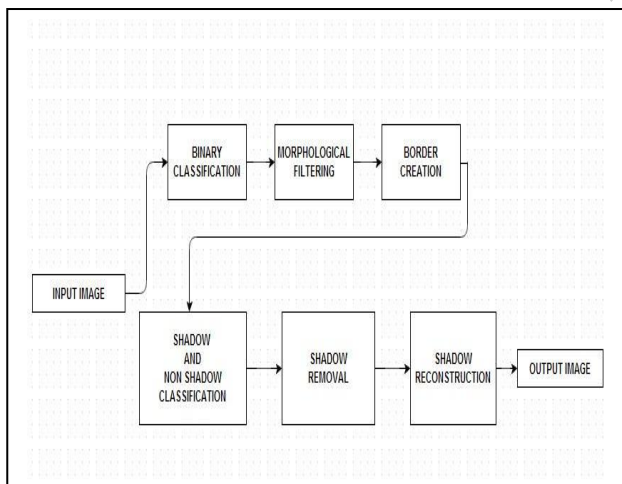 BINARY
CLASSIFICATION
MORPHOLOGICAL
FILTERING
BORDER
CREATION
INPUT IMAGE
SHADOW
AND
NON SHADOW
CLASSIFICATION
SHADOW
REMOVAL
SHADOW
RECONSTRUCTION
OUTPUT IMAGE